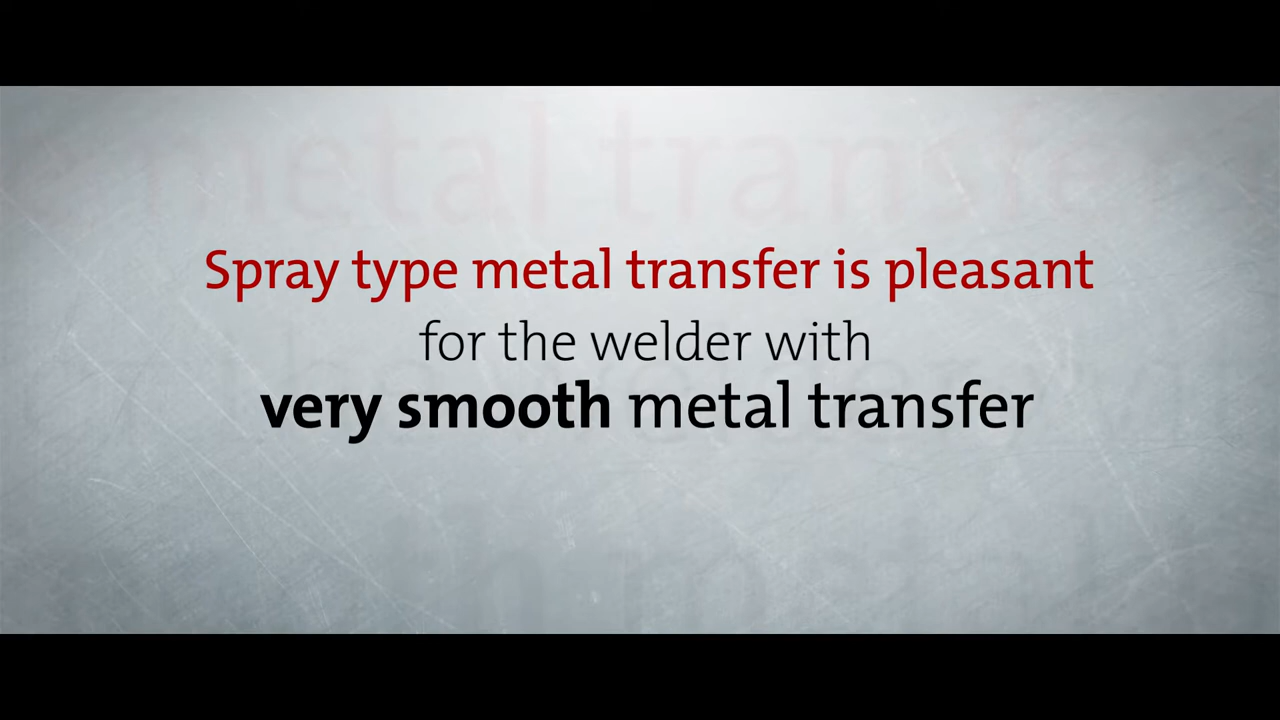 Spray type metal transfer is pleasant
for the welder with
very smooth metal transfer